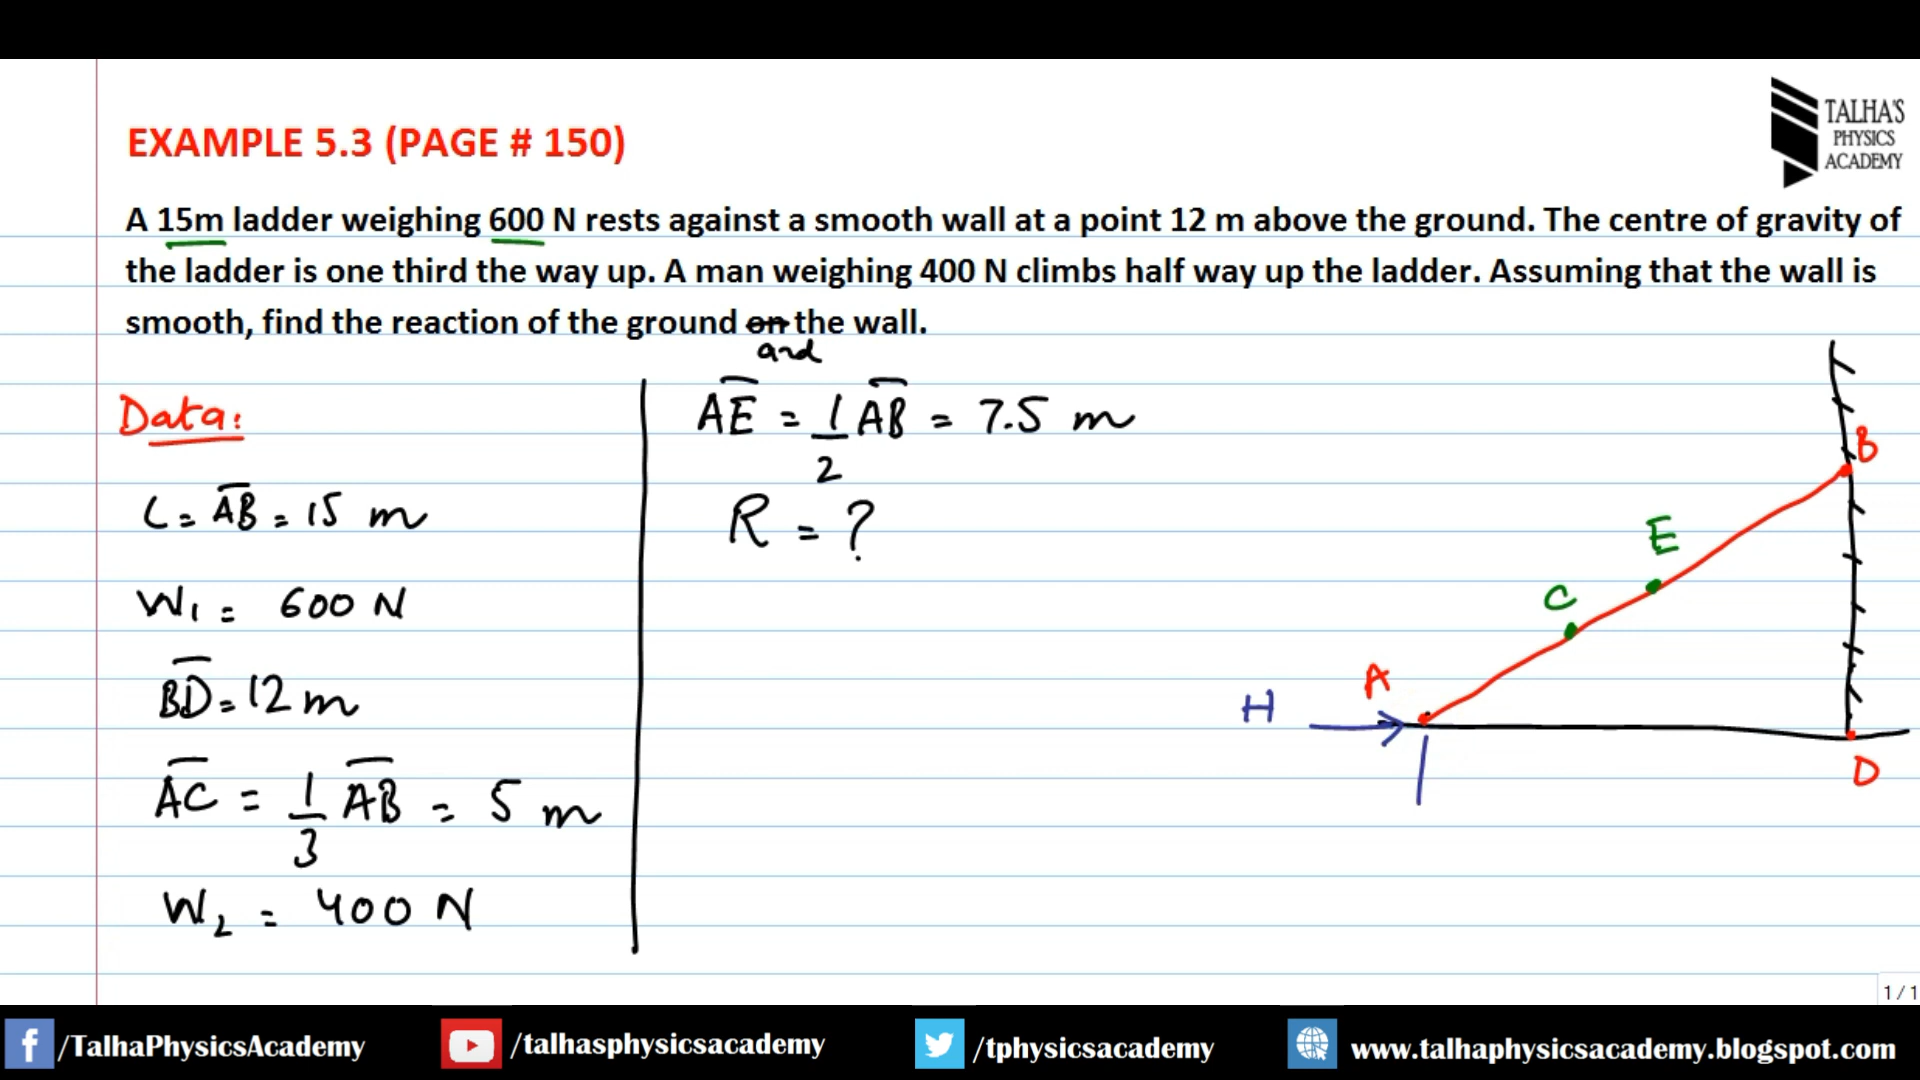 TALHA'S
PHYSICS
ACADEMY
EXAMPLE 5.3 (PAGE # 150)
A 15m ladder weighing 600 N rests against a smooth wall at a point 12 m above the ground. The centre of gravity of
the ladder is one third the way up. A man weighing 400 N climbs half way up the ladder. Assuming that the wall is
smooth, find the reaction of the ground on the wall.
and
Data:
L = AB = 15 m
W1 = 600 N
BD = 12 m
AC = 1/3 AB = 5 m
W2 = 400 N
AE = 1/2 AB = 7.5 m
R = ?
B
E
C
A
H
D
1 / 1
/TalhaPhysicsAcademy
/talhasphysicsacademy
/tphysicsacademy
www.talhaphysicsacademy.blogspot.com